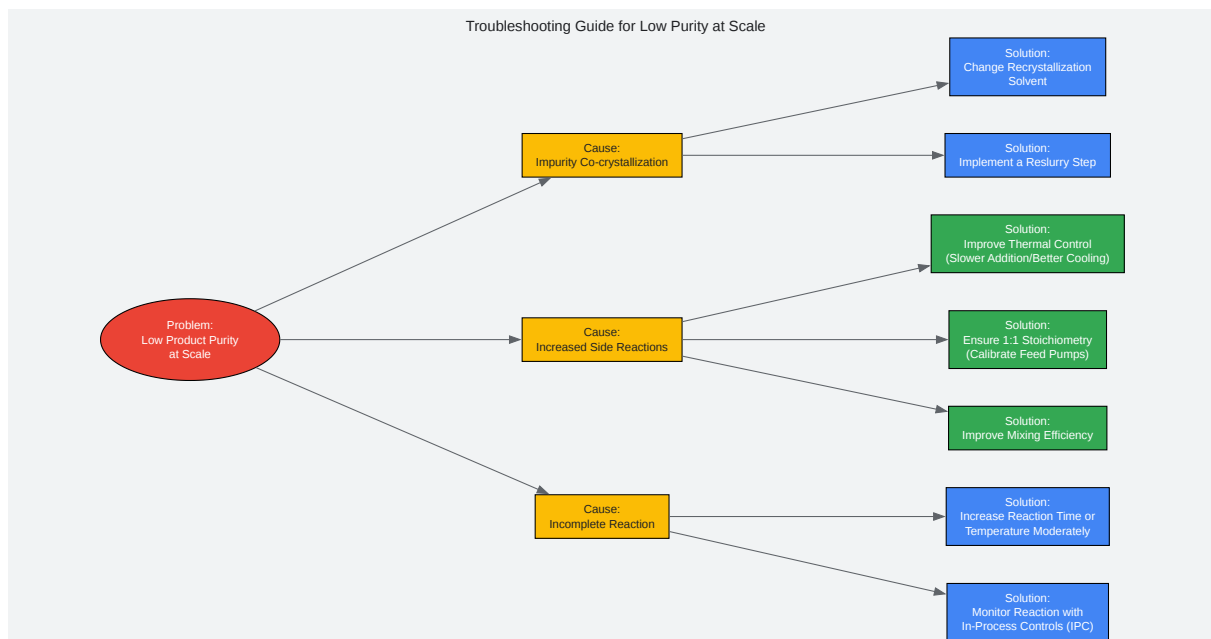 Troubleshooting Guide for Low Purity at Scale
Problem:
Low Product Purity
at Scale
Cause:
Impurity Co-crystallization
Cause:
Increased Side Reactions
Cause:
Incomplete Reaction
Solution:
Change Recrystallization
Solvent
Solution:
Implement a Reslurry Step
Solution:
Improve Thermal Control
(Slower Addition/Better Cooling)
Solution:
Ensure 1:1 Stoichiometry
(Calibrate Feed Pumps)
Solution:
Improve Mixing Efficiency
Solution:
Increase Reaction Time or
Temperature Moderately
Solution:
Monitor Reaction with
In-Process Controls (IPC)